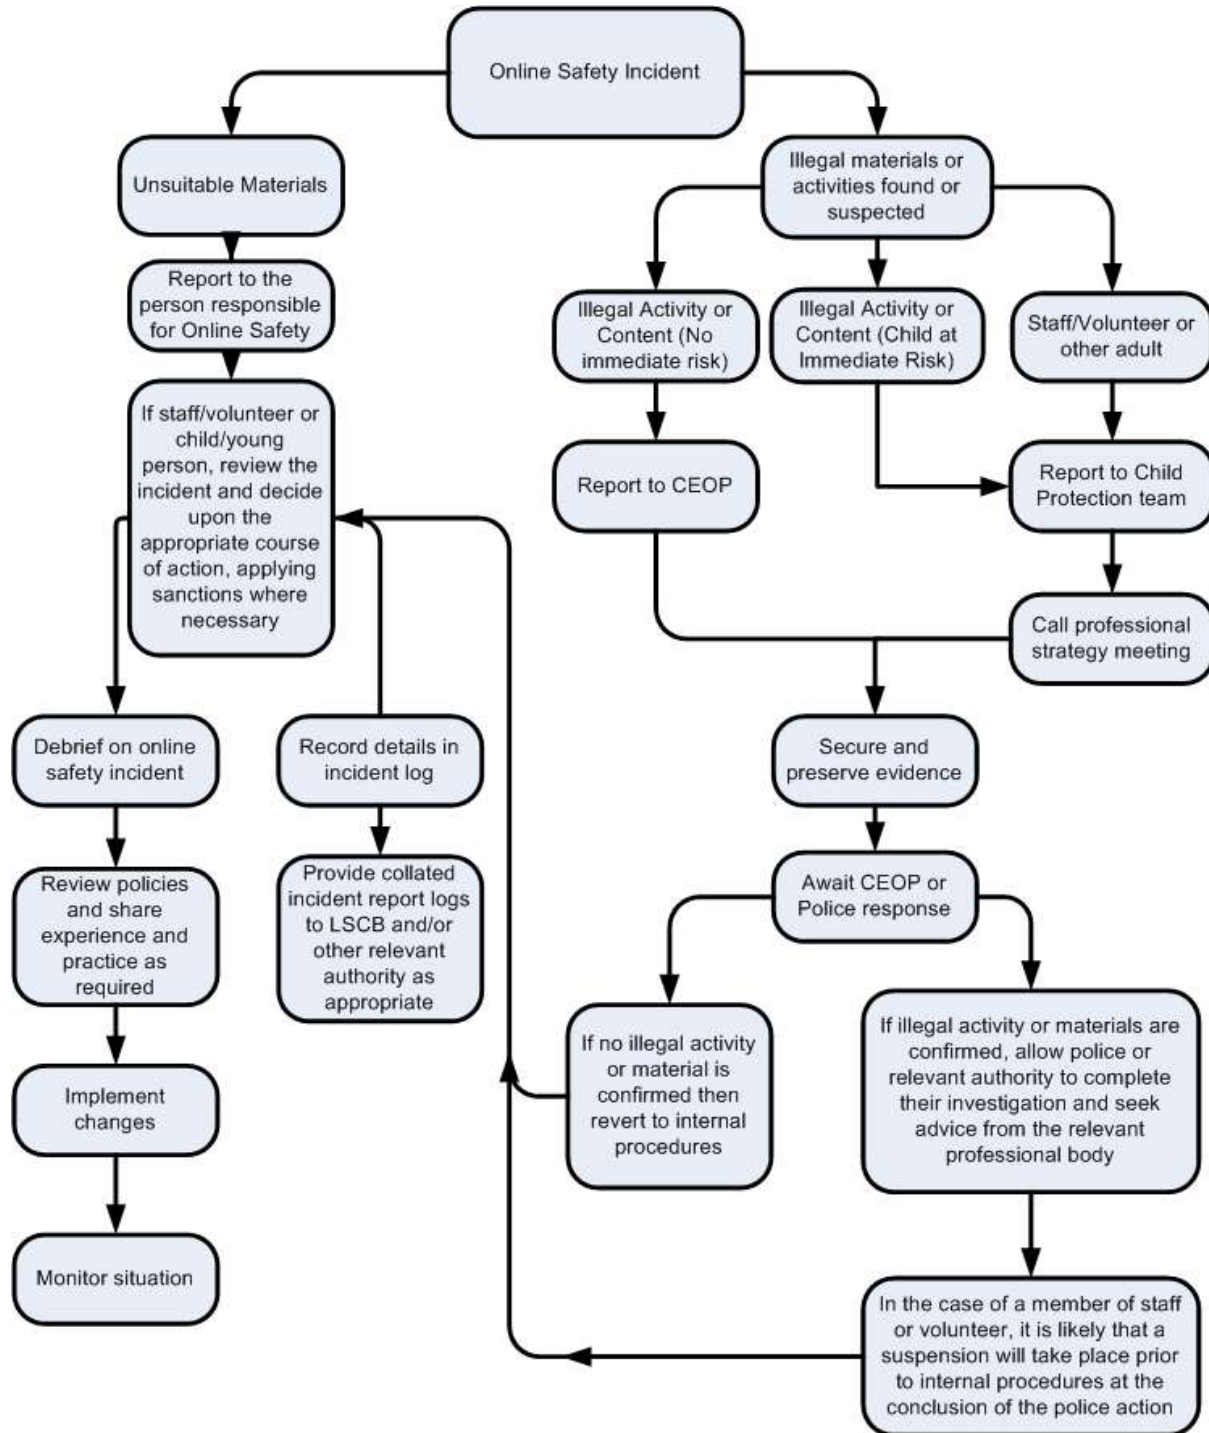 Online Safety Incident
Unsuitable Materials
Report to the
person responsible
for Online Safety
If staff/volunteer or
child/young
person, review the
incident and decide
upon the
appropriate course
of action, applying
sanctions where
necessary
Debrief on online
safety incident
Review policies
and share
experience and
practice as
required
Implement
changes
Monitor situation
Record details in
incident log
Provide collated
incident report logs
to LSCB and/or
other relevant
authority as
appropriate
Illegal materials or
activities found or
suspected
Illegal Activity or
Content (No
immediate risk)
Illegal Activity or
Content (Child at
Immediate Risk)
Staff/Volunteer or
other adult
Report to CEOP
Report to Child
Protection team
Call professional
strategy meeting
Secure and
preserve evidence
Await CEOP or
Police response
If no illegal activity
or material is
confirmed then
revert to internal
procedures
If illegal activity or materials are
confirmed, allow police or
relevant authority to complete
their investigation and seek
advice from the relevant
professional body
In the case of a member of staff
or volunteer, it is likely that a
suspension will take place prior
to internal procedures at the
conclusion of the police action